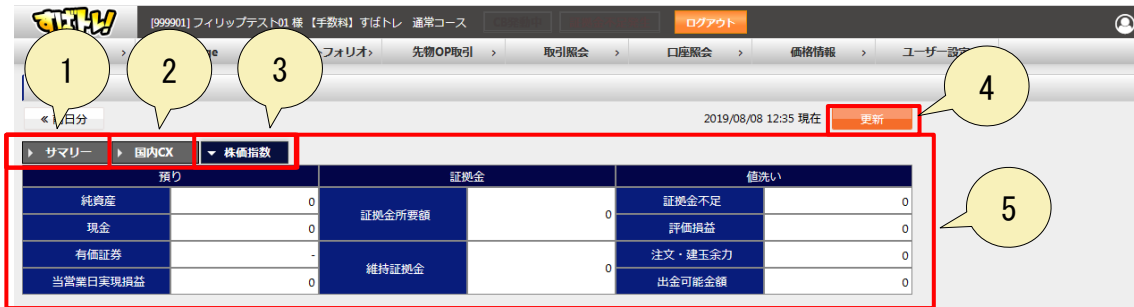 すばトレ!
[999901] フィリップテスト01 様 【手数料】すばトレ 通常コース ログアウト
フォリオ› 先物OP取引 › 取引照会 › 口座照会 › 価格情報 › ユーザー設定
1 2 3 4
≪ 日分 2019/08/08 12:35 現在 更新
サマリー 国内CX 株価指数
預り 証拠金 値洗い
純資産 0 証拠金所要額 0 証拠金不足 0
現金 0 評価損益 0
有価証券 - 維持証拠金 0 注文・建玉余力 0
当営業日実現損益 0 出金可能金額 0
5